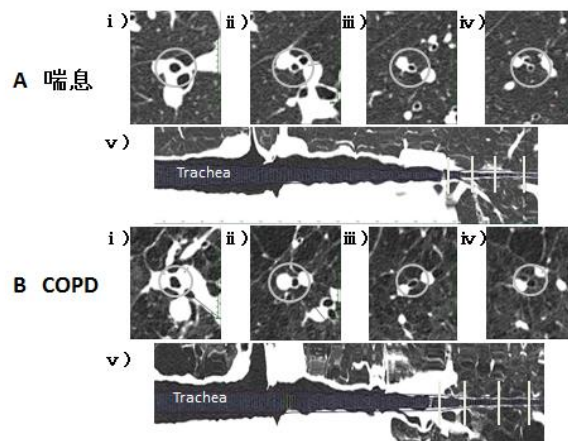 i) ii) iii) iv)
A 喘息
v)
Trachea
i) ii) iii) iv)
B COPD
v)
Trachea